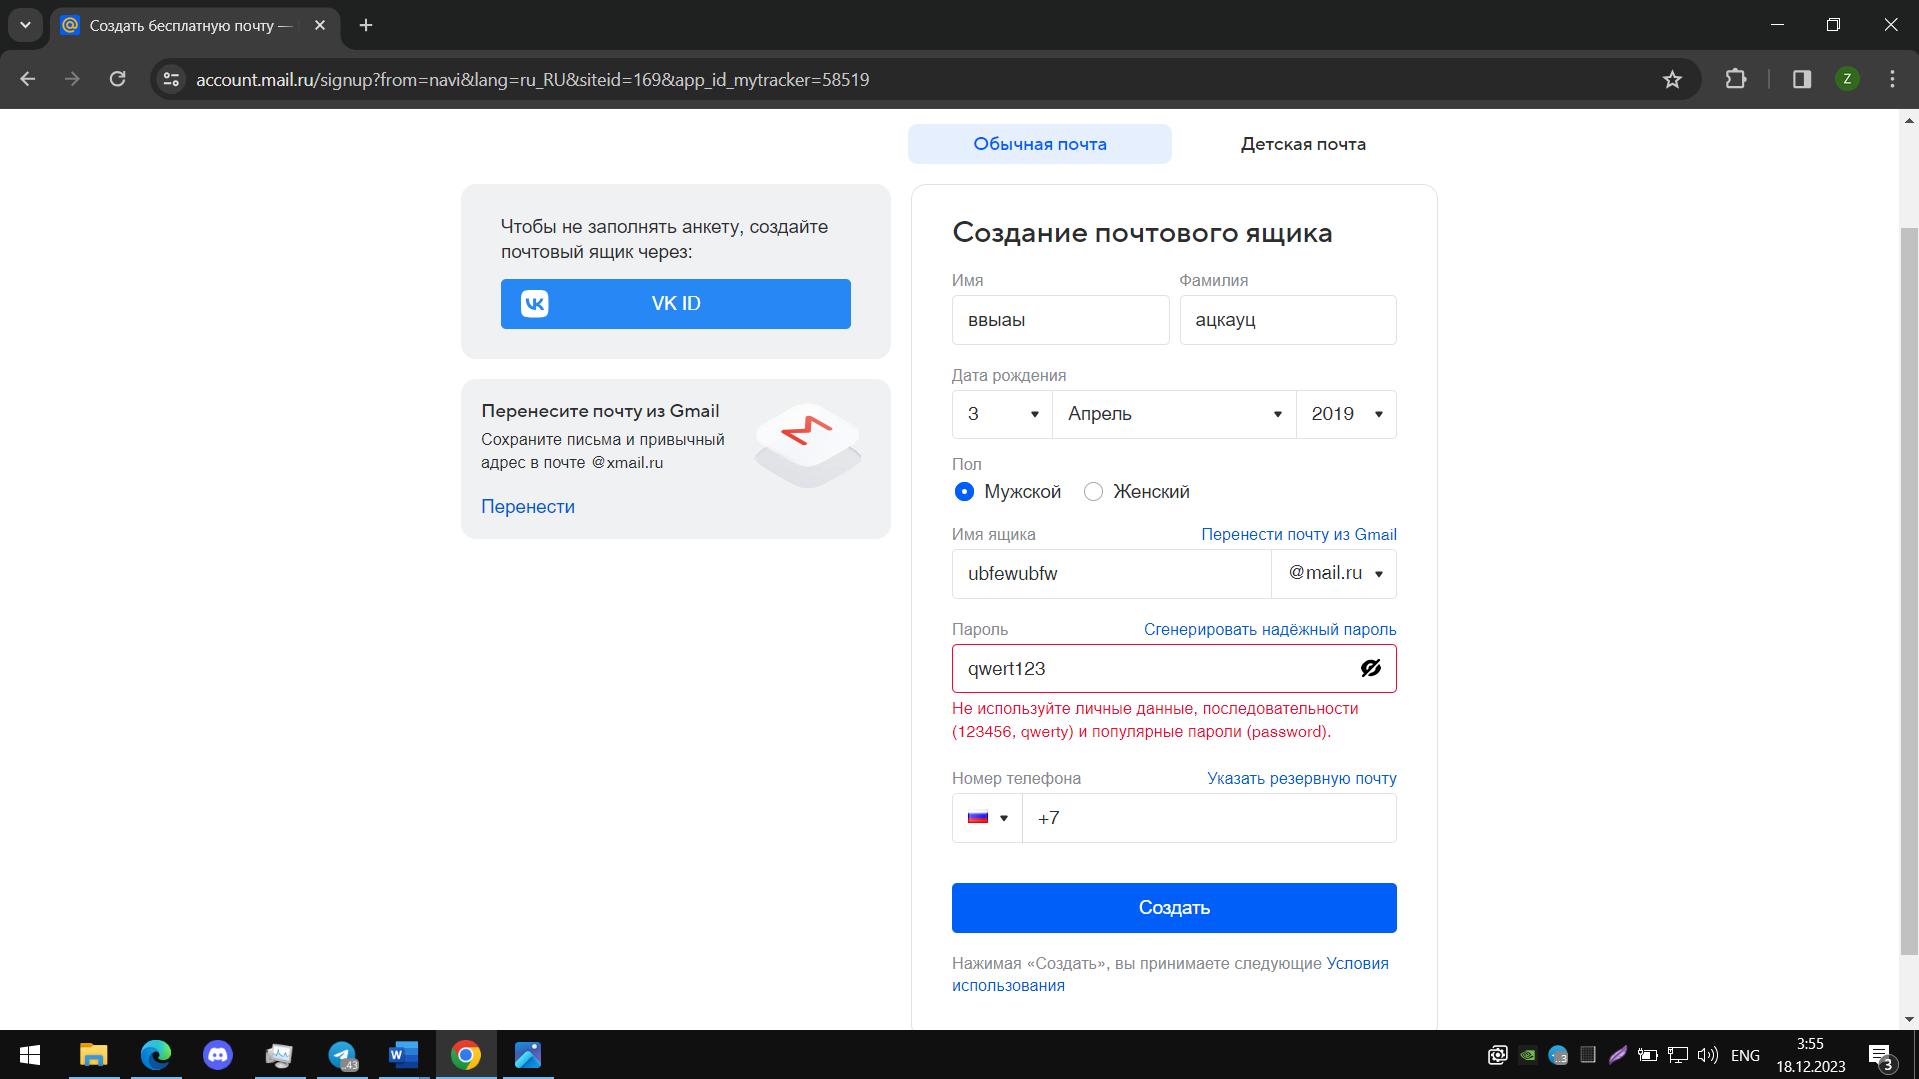 Создать бесплатную почту —
account.mail.ru/signup?from=navi&lang=ru_RU&siteid=169&app_id_mytracker=58519
Z
Обычная почта
Детская почта
Чтобы не заполнять анкету, создайте
почтовый ящик через:
VK ID
Перенесите почту из Gmail
Сохраните письма и привычный
адрес в почте @xmail.ru
Перенести
Создание почтового ящика
Имя
Фамилия
ввыаы
ацкауц
Дата рождения
3
Апрель
2019
Пол
Мужской
Женский
Имя ящика
Перенести почту из Gmail
ubfewubfw
@mail.ru
Пароль
Сгенерировать надёжный пароль
qwert123
Не используйте личные данные, последовательности
(123456, qwerty) и популярные пароли (password).
Номер телефона
Указать резервную почту
+7
Создать
Нажимая «Создать», вы принимаете следующие Условия
использования
ENG
3:55
18.12.2023
3